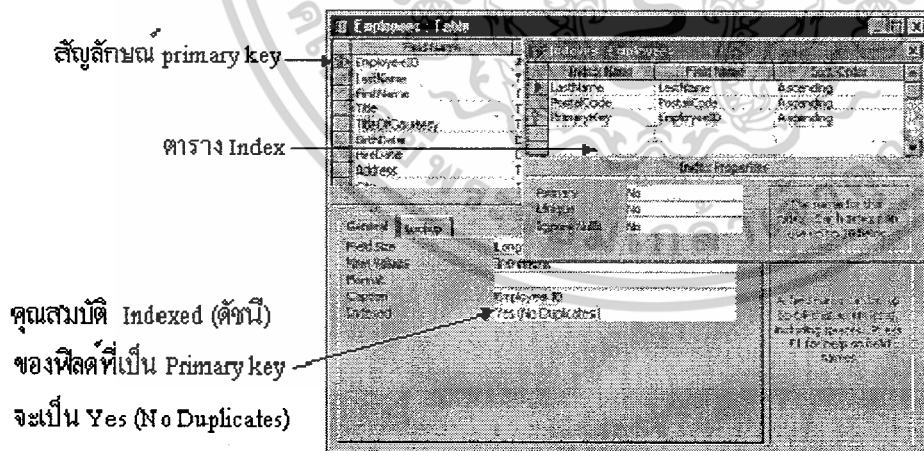 Employees : Table
สัญลักษณ์ primary key
Field Name
EmployeeID
LastName
FirstName
Title
TitleOfCourtesy
BirthDate
HireDate
Address
Index Name Field Name Sort Order
LastName LastName Ascending
PostalCode PostalCode Ascending
PrimaryKey EmployeeID Ascending
ตาราง Index
Index Properties
Primary No
Unique No
Ignore Nulls No
The name for this
General Lookup
Field Size Long
New Values Increment
Format
Caption Employee ID
Indexed Yes (No Duplicates)
คุณสมบัติ Indexed (ดัชนี)
ของฟิลด์ที่เป็น Primary key
จะเป็น Yes (No Duplicates)